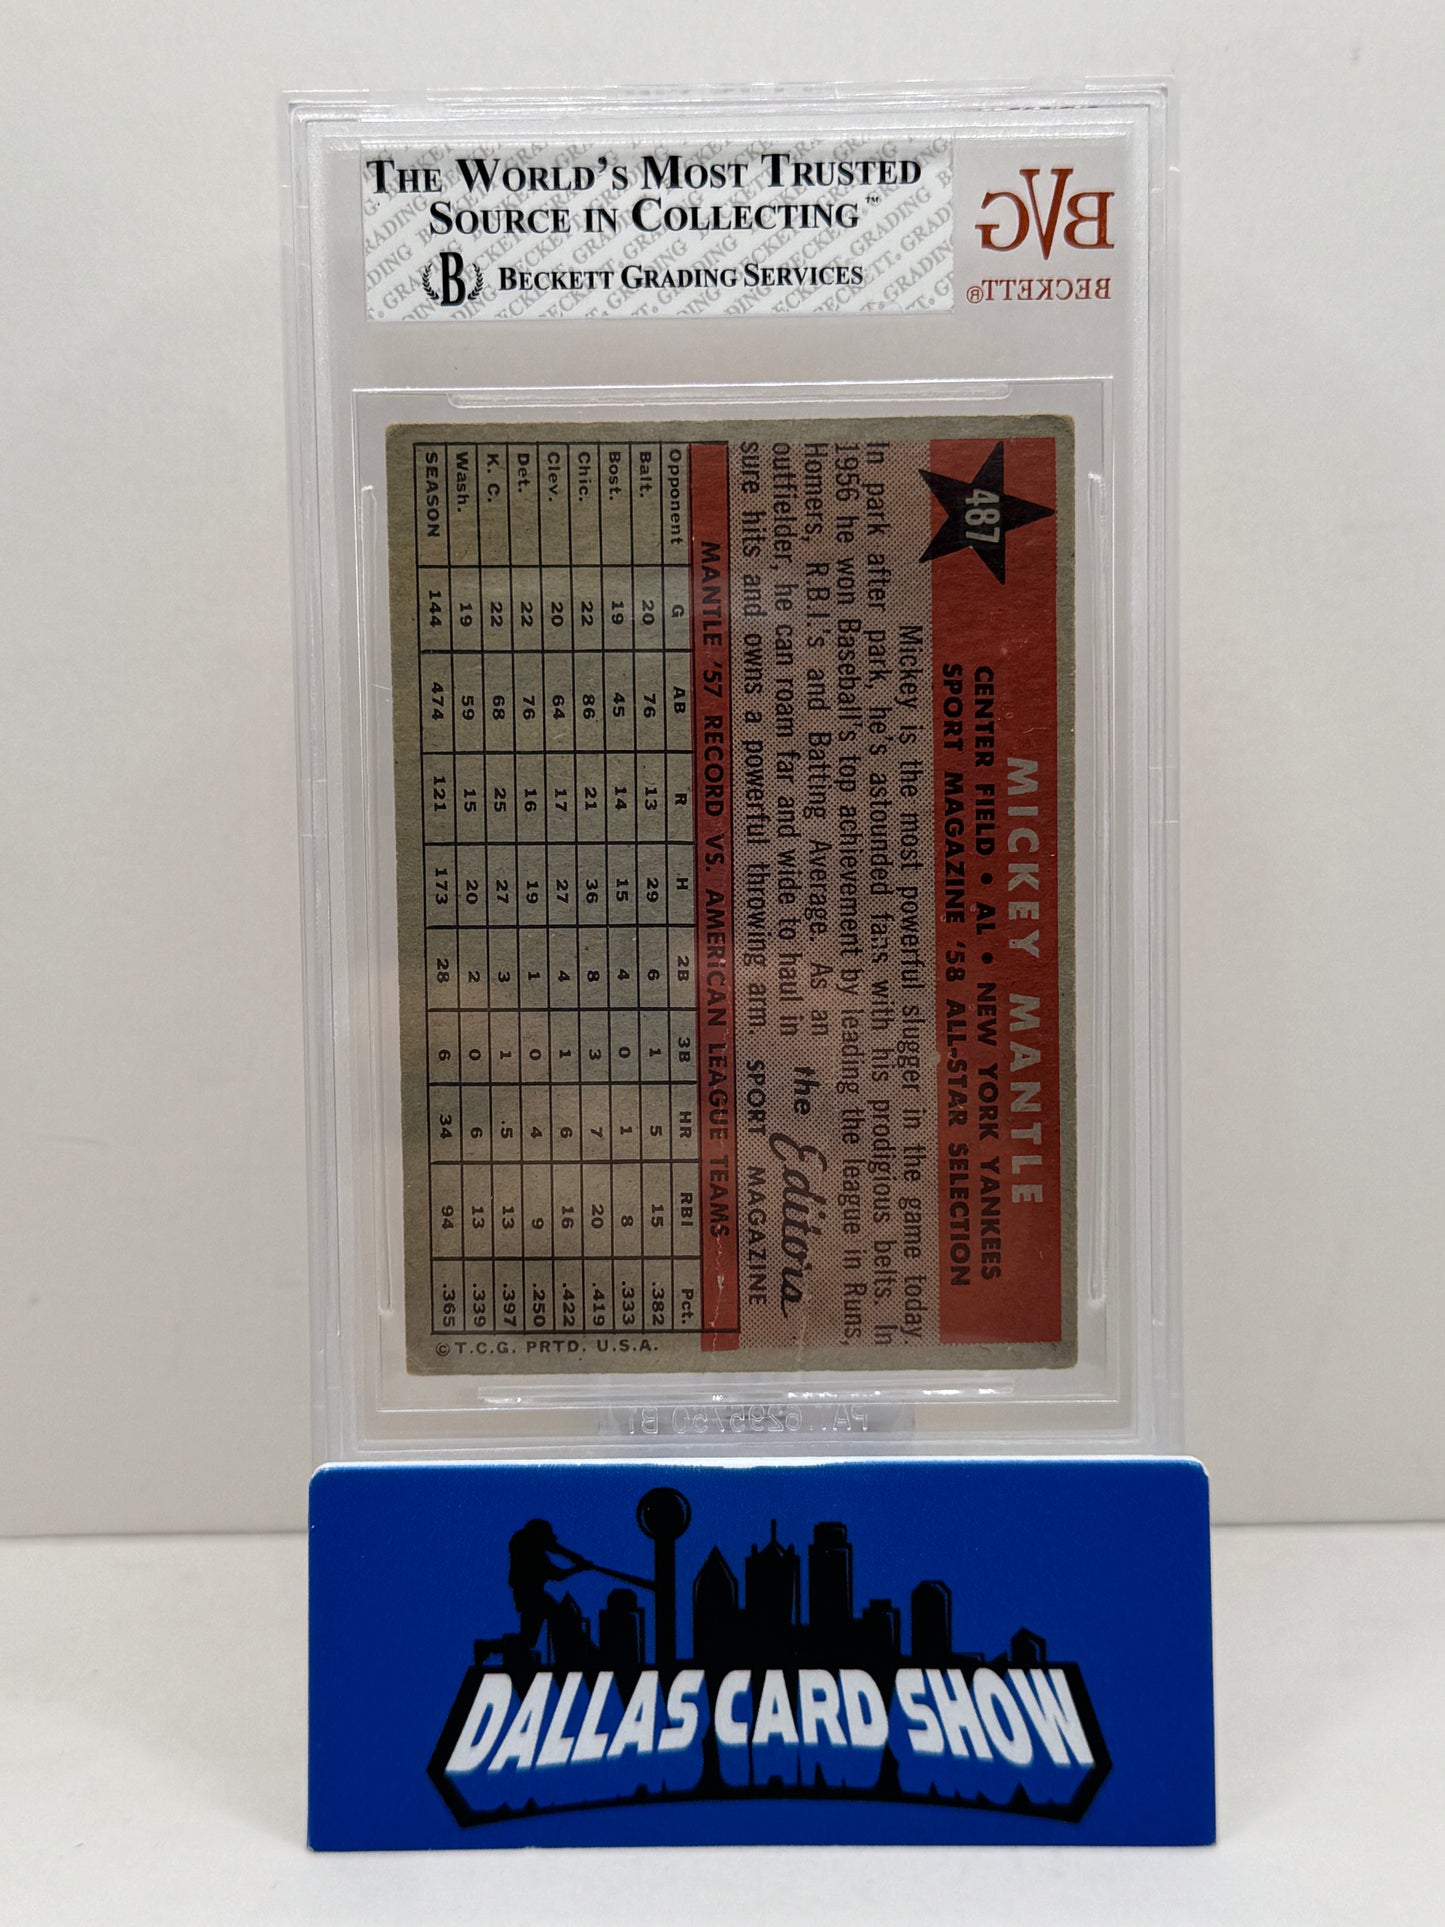 THE WORLD'S MOST TRUSTED
SOURCE IN COLLECTING™
B BECKETT GRADING SERVICES
BVG
BECKETT®
487
MICKEY MANTLE
CENTER FIELD • AL • NEW YORK YANKEES
SPORT MAGAZINE '58 ALL-STAR SELECTION
Mickey is the most powerful slugger in the game today.
In park after park, he's astounded fans with his prodigious belts. In
1956 he won Baseball's top achievement by leading the league in Runs,
Homers, R.B.I.'s and Batting Average. As an
outfielder, he can roam far and wide to haul in
sure hits and owns a powerful throwing arm.
the Editors
SPORT MAGAZINE
MANTLE '57 RECORD VS. AMERICAN LEAGUE TEAMS
Opponent G AB R H 2B 3B HR RBI Pct.
Balt. 20 76 13 29 6 1 5 15 .382
Bost. 19 45 14 15 4 0 1 8 .333
Chic. 22 86 21 36 8 3 7 20 .419
Clev. 20 64 17 27 4 1 6 16 .422
Det. 22 76 16 19 1 0 4 9 .250
K. C. 22 68 25 27 3 1 5 13 .397
Wash. 19 59 15 20 2 0 6 13 .339
SEASON 144 474 121 173 28 6 34 94 .365
© T.C.G. PRTD. U.S.A.
DALLAS CARD SHOW